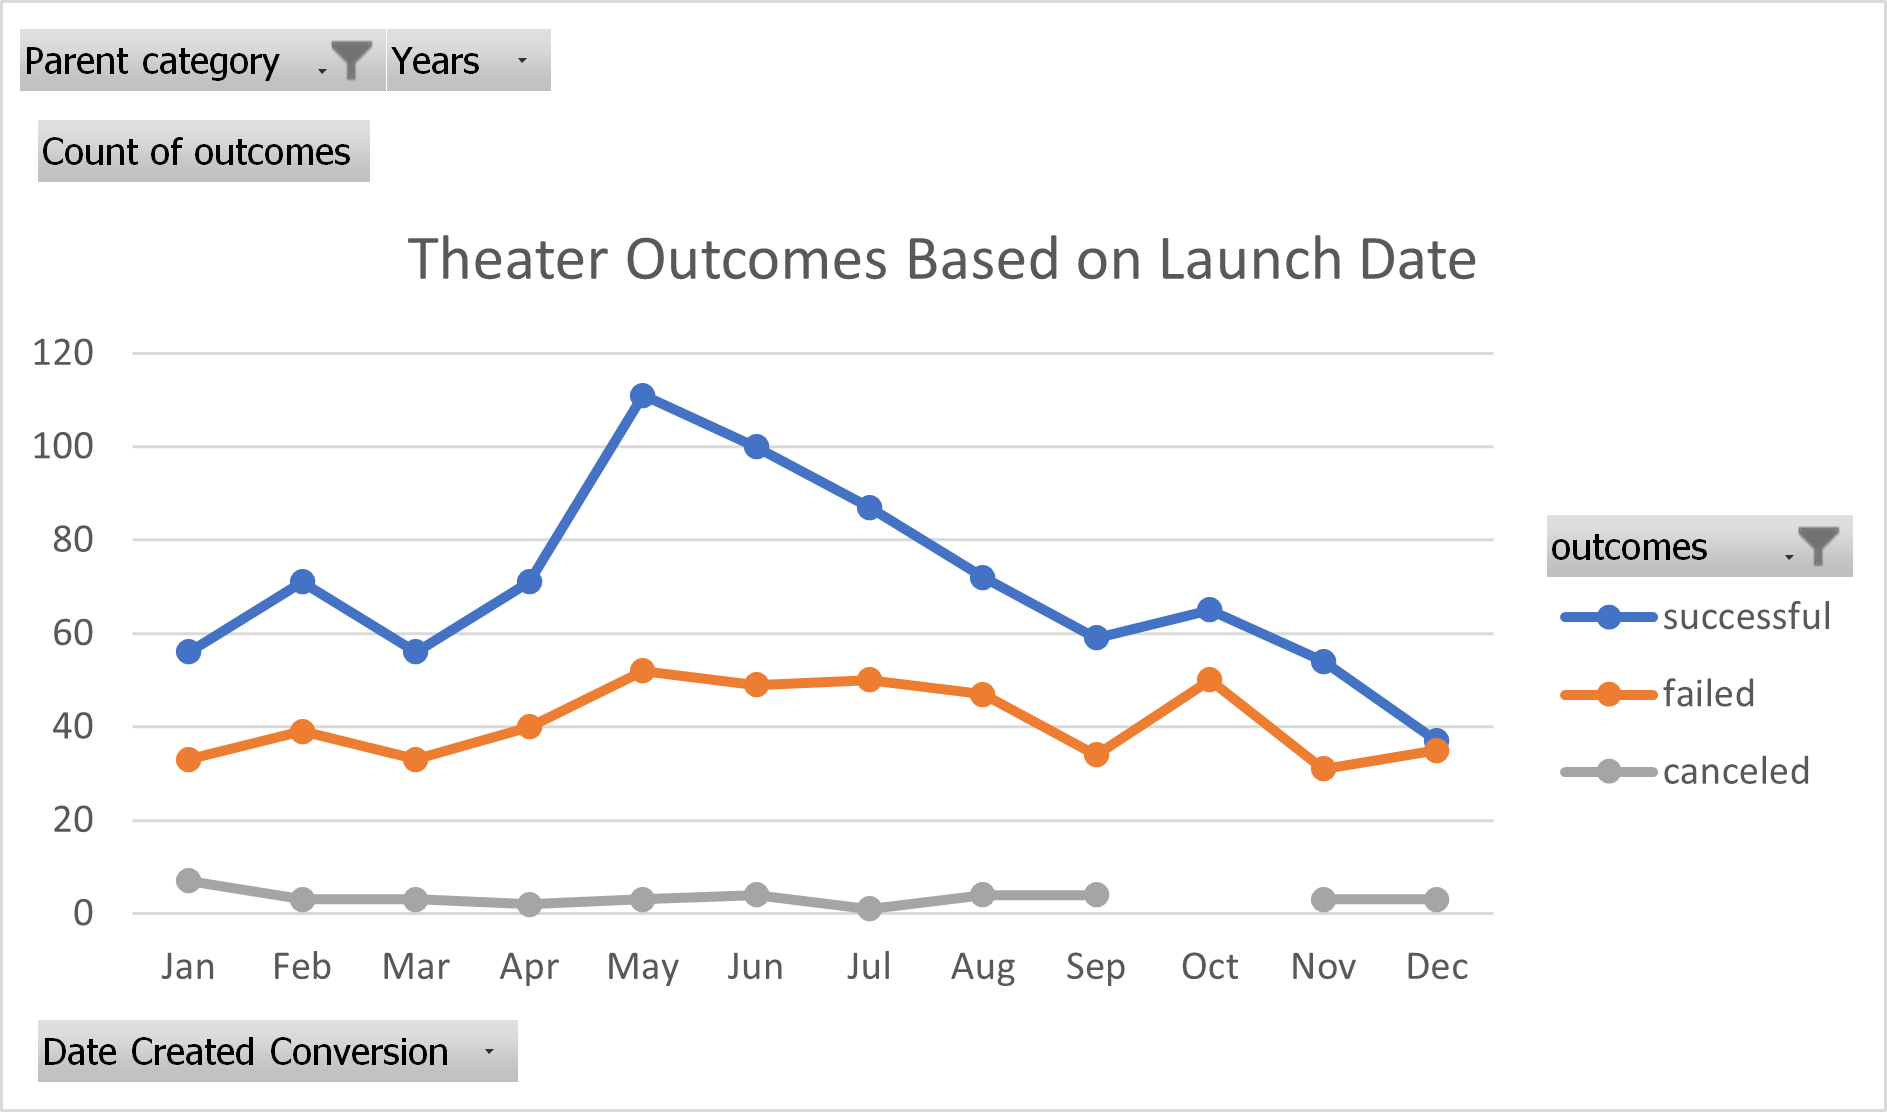 Parent category Years
Count of outcomes
Theater Outcomes Based on Launch Date
120
100
80
60
40
20
0
Jan Feb Mar Apr May Jun Jul Aug Sep Oct Nov Dec
outcomes
successful
failed
canceled
Date Created Conversion